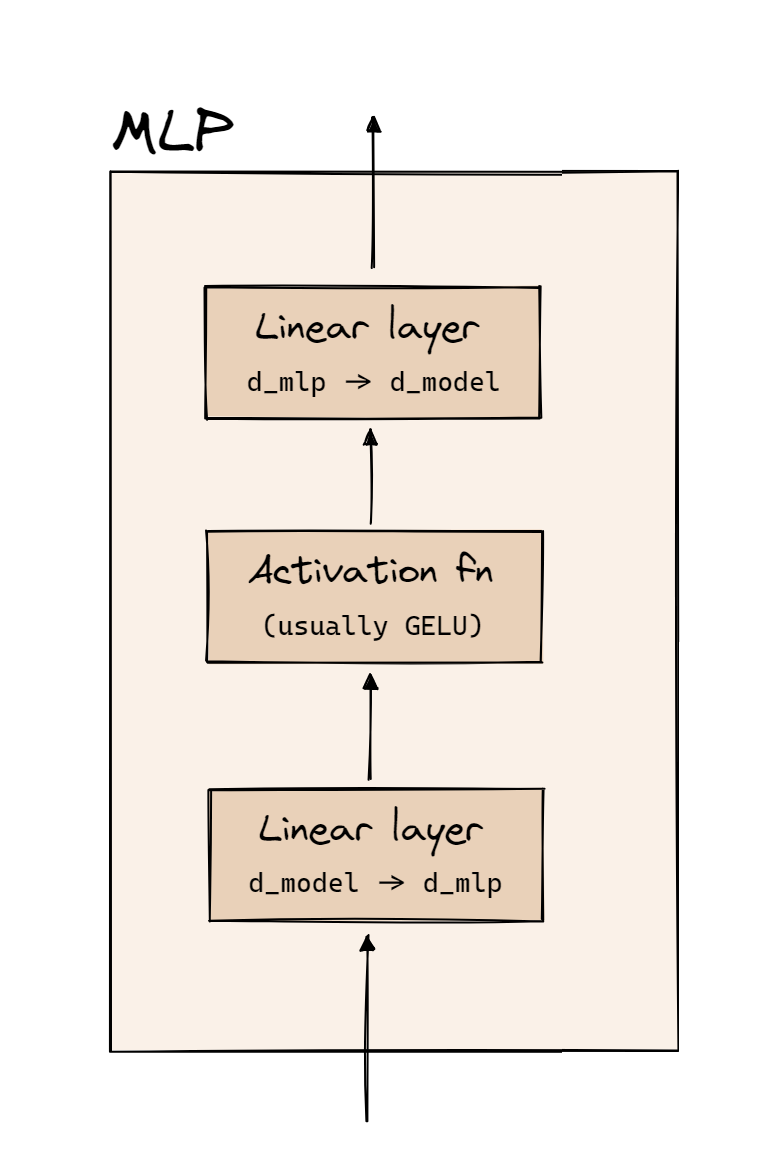 MLP
Linear layer
d_mlp → d_model
Activation fn
(usually GELU)
Linear layer
d_model → d_mlp